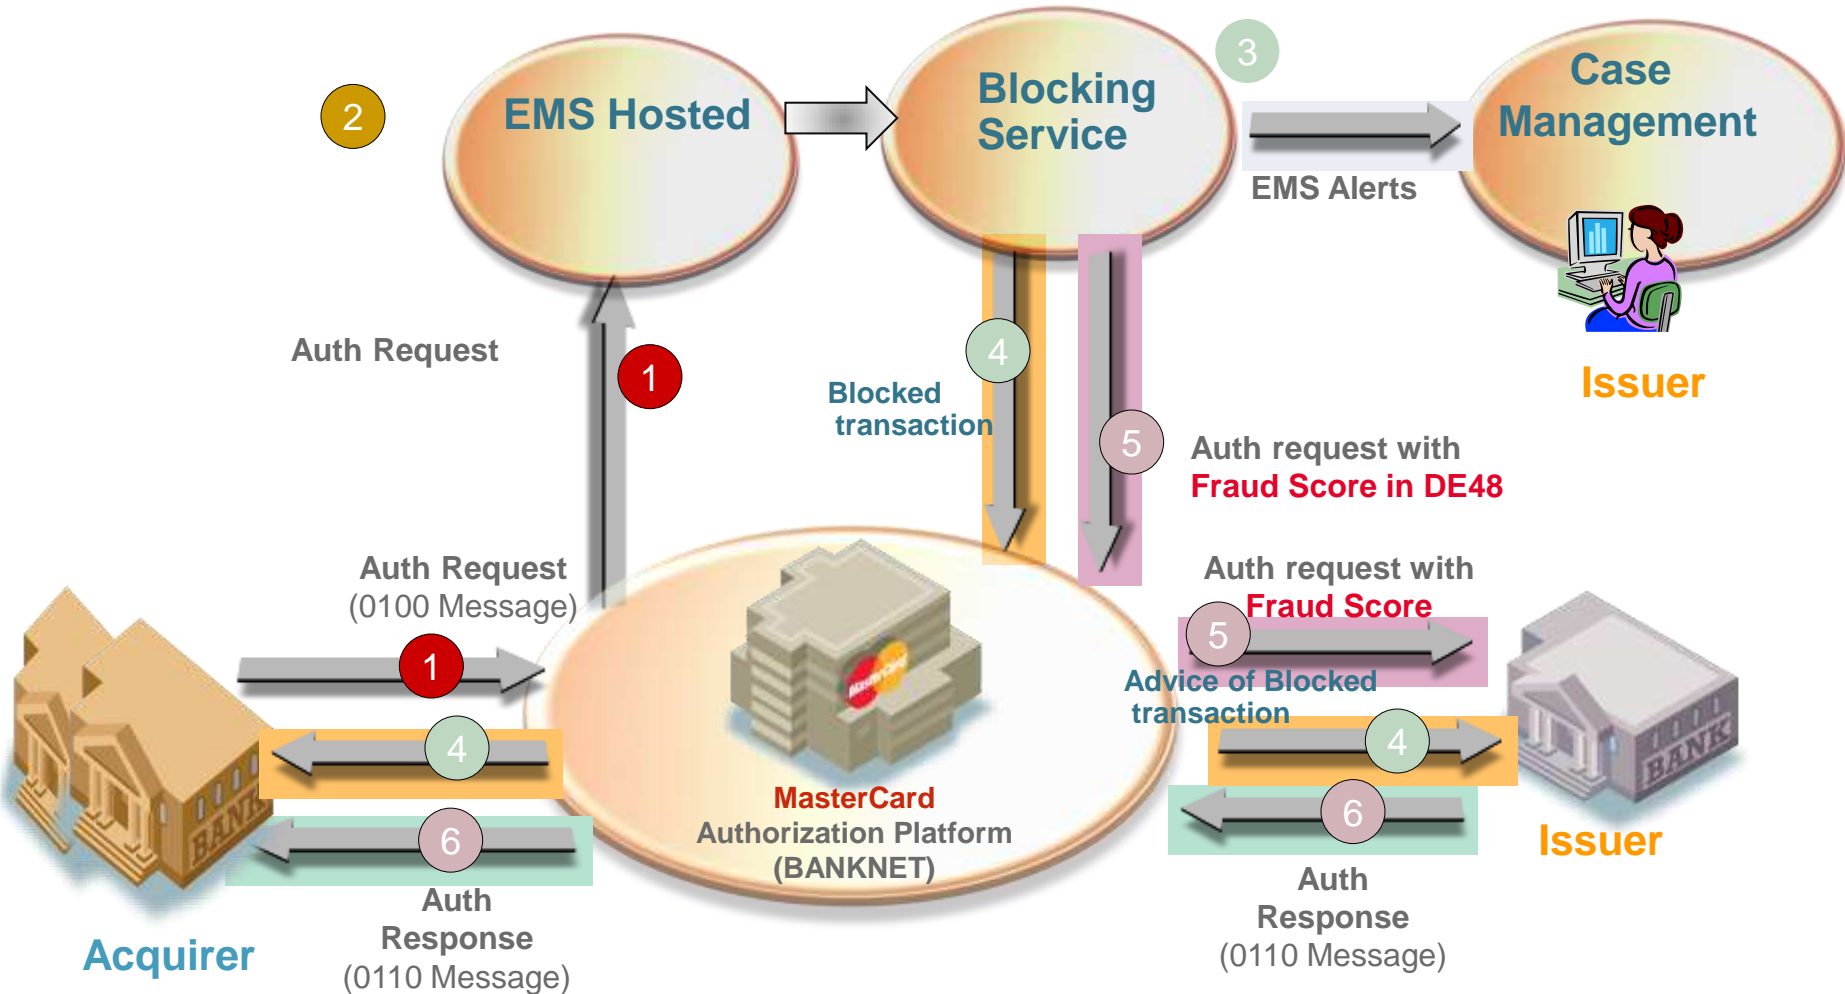 2
EMS Hosted
Blocking
Service
3
Case
Management
EMS Alerts
Auth Request
1
4
Blocked
transaction
5
Auth request with
Fraud Score in DE48
Issuer
Auth Request
(0100 Message)
1
4
6
Auth
Response
(0110 Message)
BANK
Acquirer
MasterCard
MasterCard
Authorization Platform
(BANKNET)
Auth request with
Fraud Score
5
Advice of Blocked
transaction
4
6
BANK
Issuer
Auth
Response
(0110 Message)